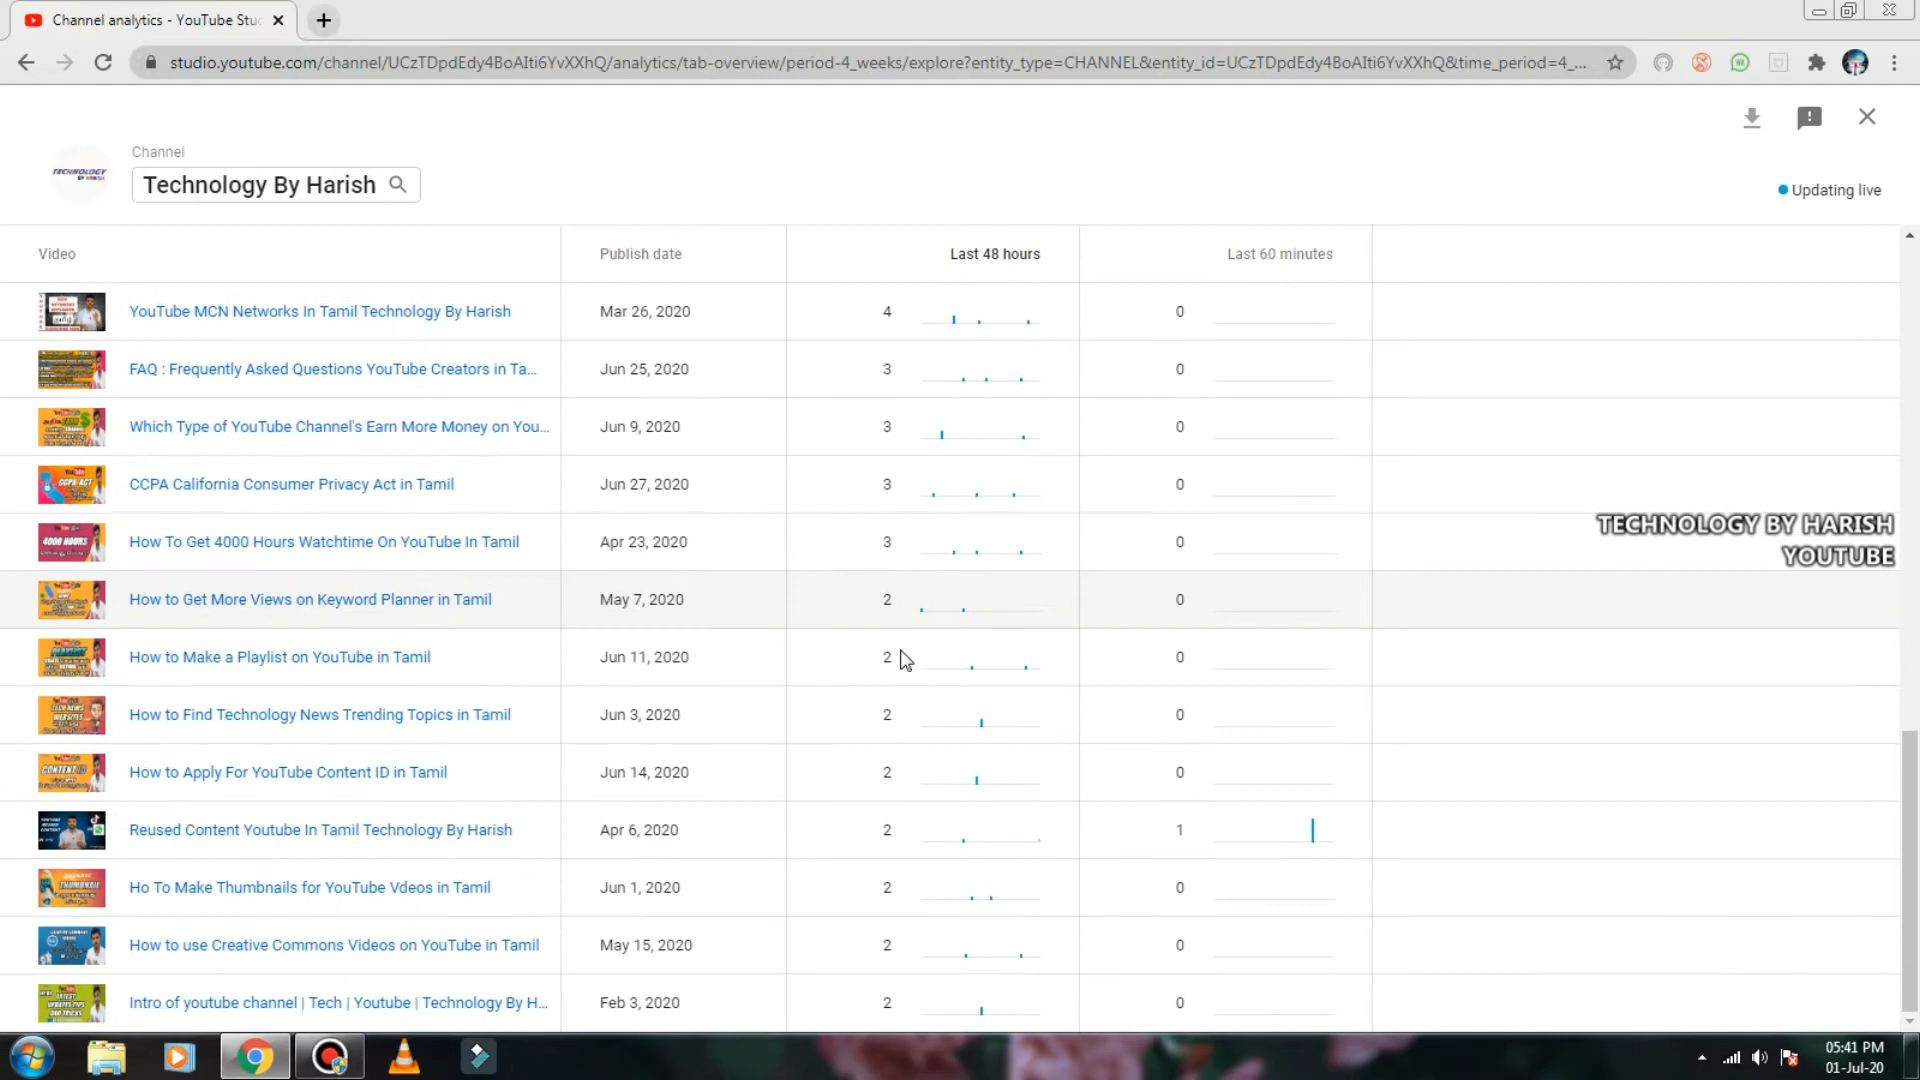 Channel analytics - YouTube Stu
studio.youtube.com/channel/UCzTDpdEdy4BoAIti6YvXXhQ/analytics/tab-overview/period-4_weeks/explore?entity_type=CHANNEL&entity_id=UCzTDpdEdy4BoAIti6YvXXhQ&time_period=4_...
Channel
TECHNOLOGY BY HARISH
Technology By Harish
Updating live
Video Publish date Last 48 hours Last 60 minutes
YouTube MCN Networks In Tamil Technology By Harish Mar 26, 2020 4 0
FAQ : Frequently Asked Questions YouTube Creators in Ta... Jun 25, 2020 3 0
Which Type of YouTube Channel's Earn More Money on You... Jun 9, 2020 3 0
CCPA California Consumer Privacy Act in Tamil Jun 27, 2020 3 0
TECHNOLOGY BY HARISH
YOUTUBE
How To Get 4000 Hours Watchtime On YouTube In Tamil Apr 23, 2020 3 0
How to Get More Views on Keyword Planner in Tamil May 7, 2020 2 0
How to Make a Playlist on YouTube in Tamil Jun 11, 2020 2 0
How to Find Technology News Trending Topics in Tamil Jun 3, 2020 2 0
How to Apply For YouTube Content ID in Tamil Jun 14, 2020 2 0
Reused Content Youtube In Tamil Technology By Harish Apr 6, 2020 2 1
Ho To Make Thumbnails for YouTube Vdeos in Tamil Jun 1, 2020 2 0
How to use Creative Commons Videos on YouTube in Tamil May 15, 2020 2 0
Intro of youtube channel | Tech | Youtube | Technology By H... Feb 3, 2020 2 0
05:41 PM
01-Jul-20